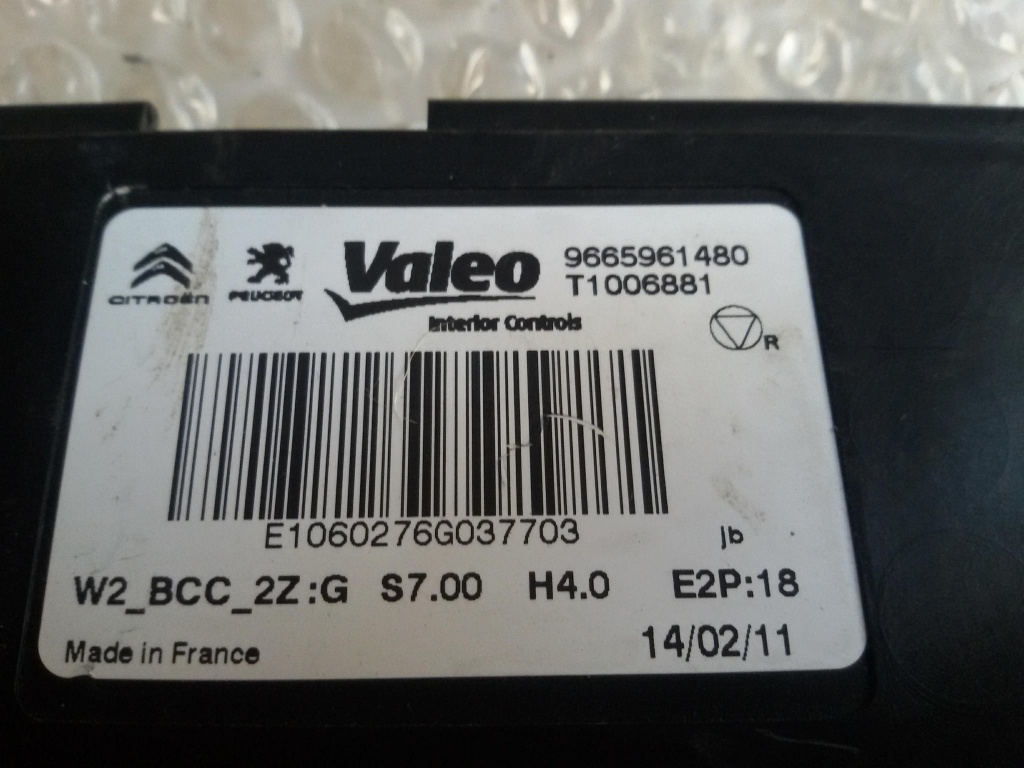 CITROËN PEUGEOT Valeo 9665961480
T1006881
Interior Controls
R
E1060276G037703
jb
W2_BCC_2Z:G S7.00 H4.0 E2P:18
Made in France 14/02/11